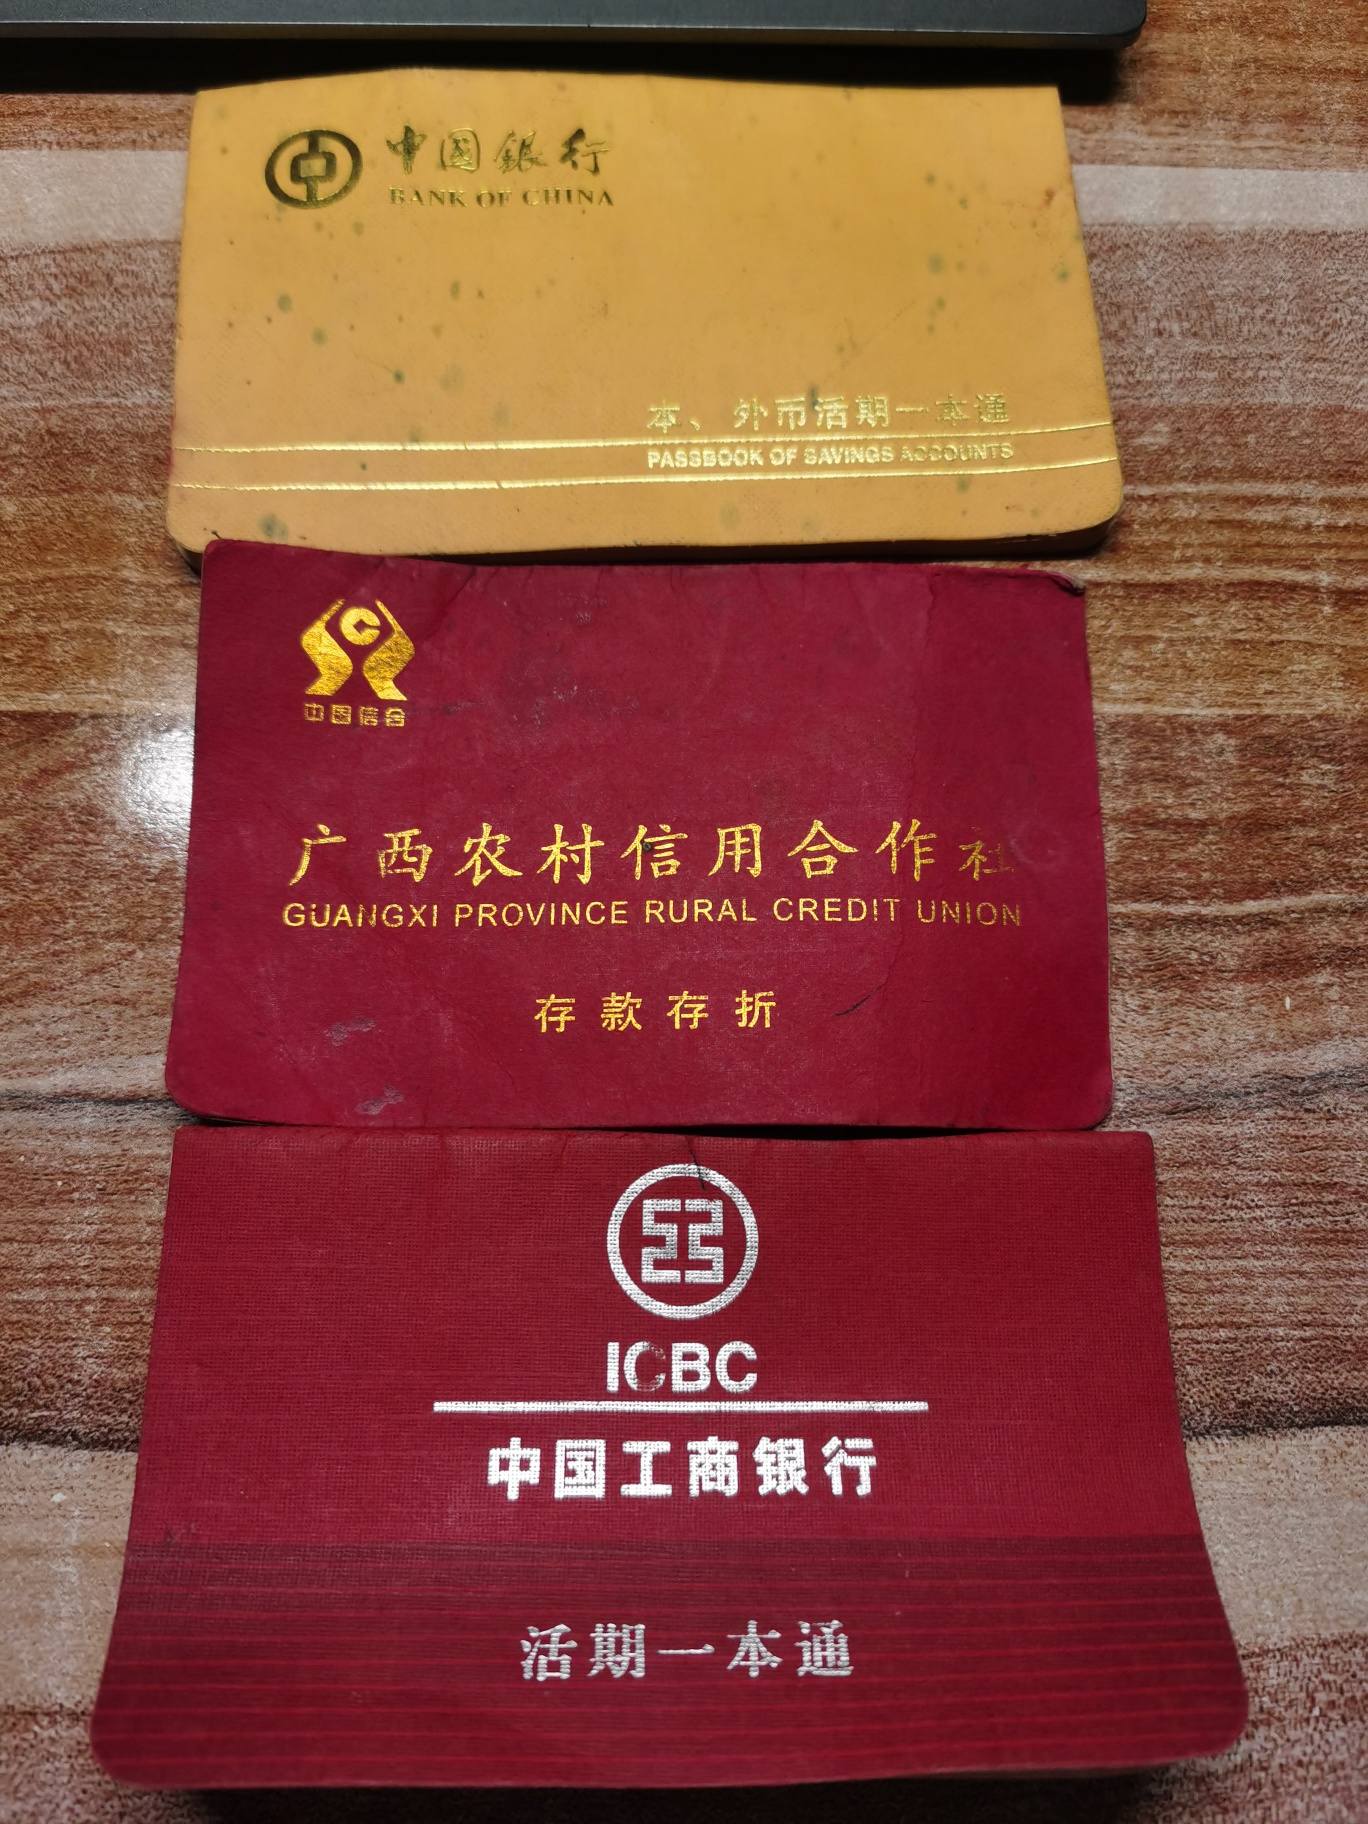 中国銀行
BANK OF CHINA
本、外币活期一本通
PASSBOOK OF SAVINGS ACCOUNTS
中国信合
广西农村信用合作社
GUANGXI PROVINCE RURAL CREDIT UNION
存款存折
ICBC
中国工商银行
活期一本通